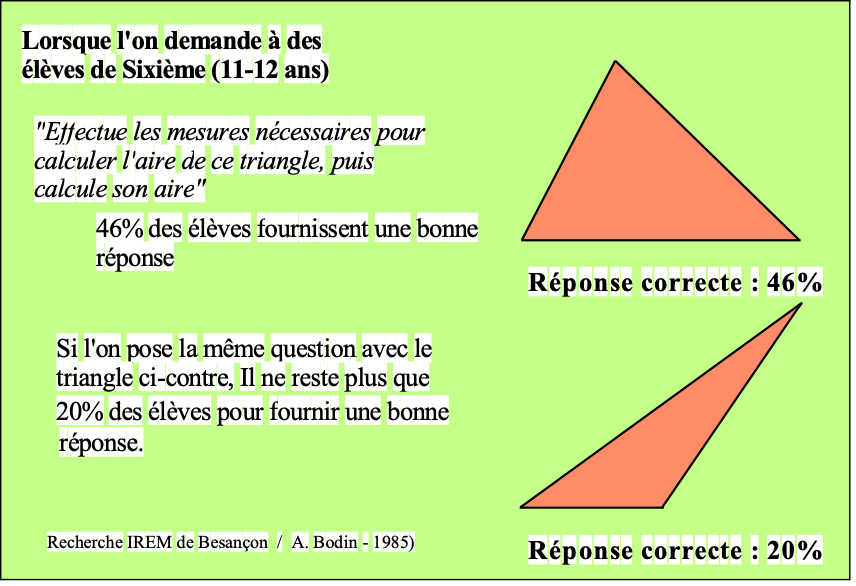 Lorsque l'on demande à des
élèves de Sixième (11-12 ans)
"Effectue les mesures nécessaires pour
calculer l'aire de ce triangle, puis
calcule son aire"
46% des élèves fournissent une bonne
réponse
Réponse correcte : 46%
Si l'on pose la même question avec le
triangle ci-contre, Il ne reste plus que
20% des élèves pour fournir une bonne
réponse.
Recherche IREM de Besançon / A. Bodin - 1985)
Réponse correcte : 20%